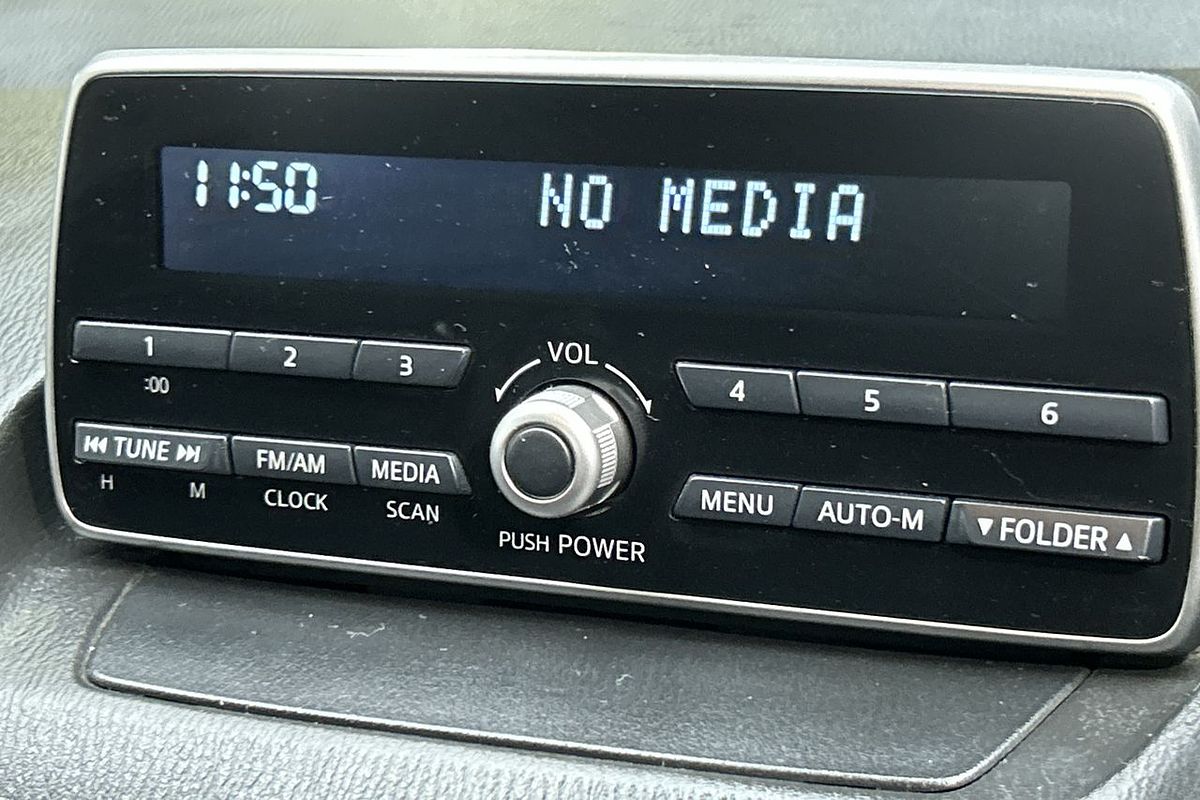 11:50 NO MEDIA
VOL
1 2 3
:00
4 5 6
TUNE FM/AM MEDIA
H M CLOCK SCAN
MENU AUTO-M ▼FOLDER▲
PUSH POWER